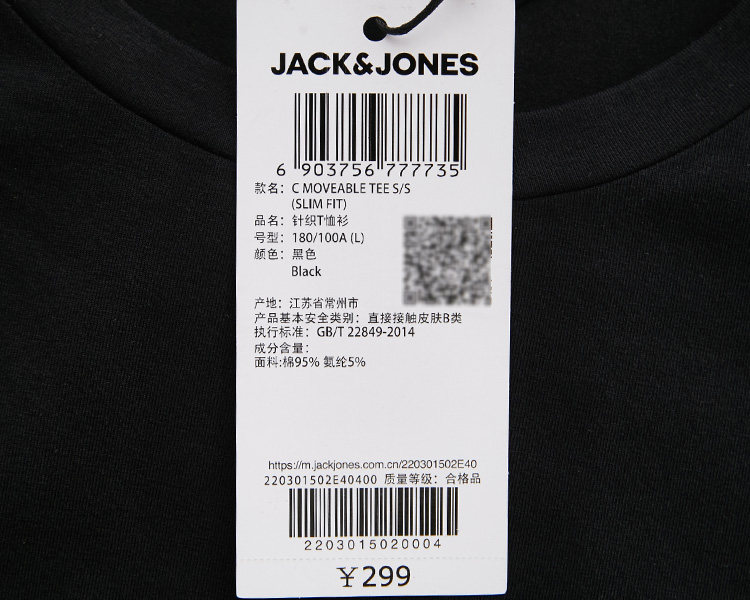 JACK&JONES
6 903756 777735
款名：C MOVEABLE TEE S/S
(SLIM FIT)
品名：针织T恤衫
号型：180/100A (L)
颜色：黑色
Black
产地：江苏省常州市
产品基本安全类别：直接接触皮肤B类
执行标准：GB/T 22849-2014
成分含量：
面料:棉95% 氨纶5%
https://m.jackjones.com.cn/220301502E40
220301502E40400 质量等级：合格品
2203015020004
￥299